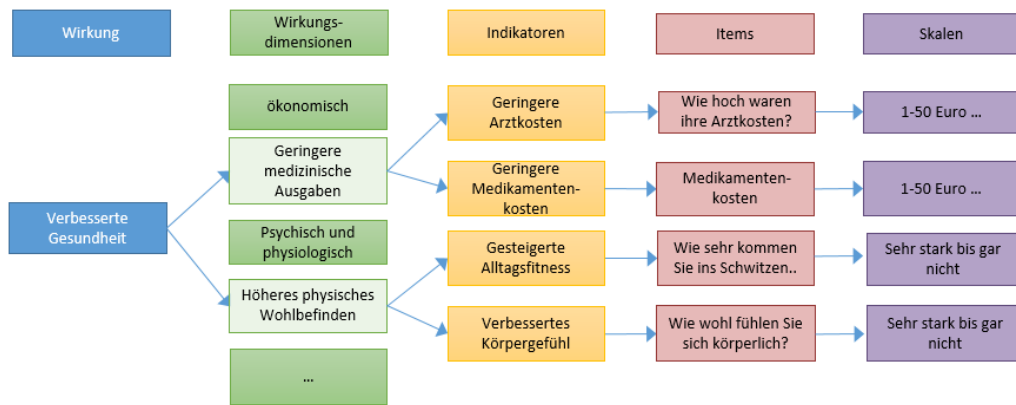 Wirkung
Wirkungs-
dimensionen
Indikatoren
Items
Skalen
ökonomisch
Geringere
medizinische
Ausgaben
Geringere
Arztkosten
Wie hoch waren
ihre Arztkosten?
1-50 Euro ...
Geringere
Medikamenten-
kosten
Medikamenten-
kosten
1-50 Euro ...
Verbesserte
Gesundheit
Psychisch und
physiologisch
Höheres physisches
Wohlbefinden
Gesteigerte
Alltagsfitness
Wie sehr kommen
Sie ins Schwitzen..
Sehr stark bis gar
nicht
Verbessertes
Körpergefühl
Wie wohl fühlen Sie
sich körperlich?
Sehr stark bis gar
nicht
...